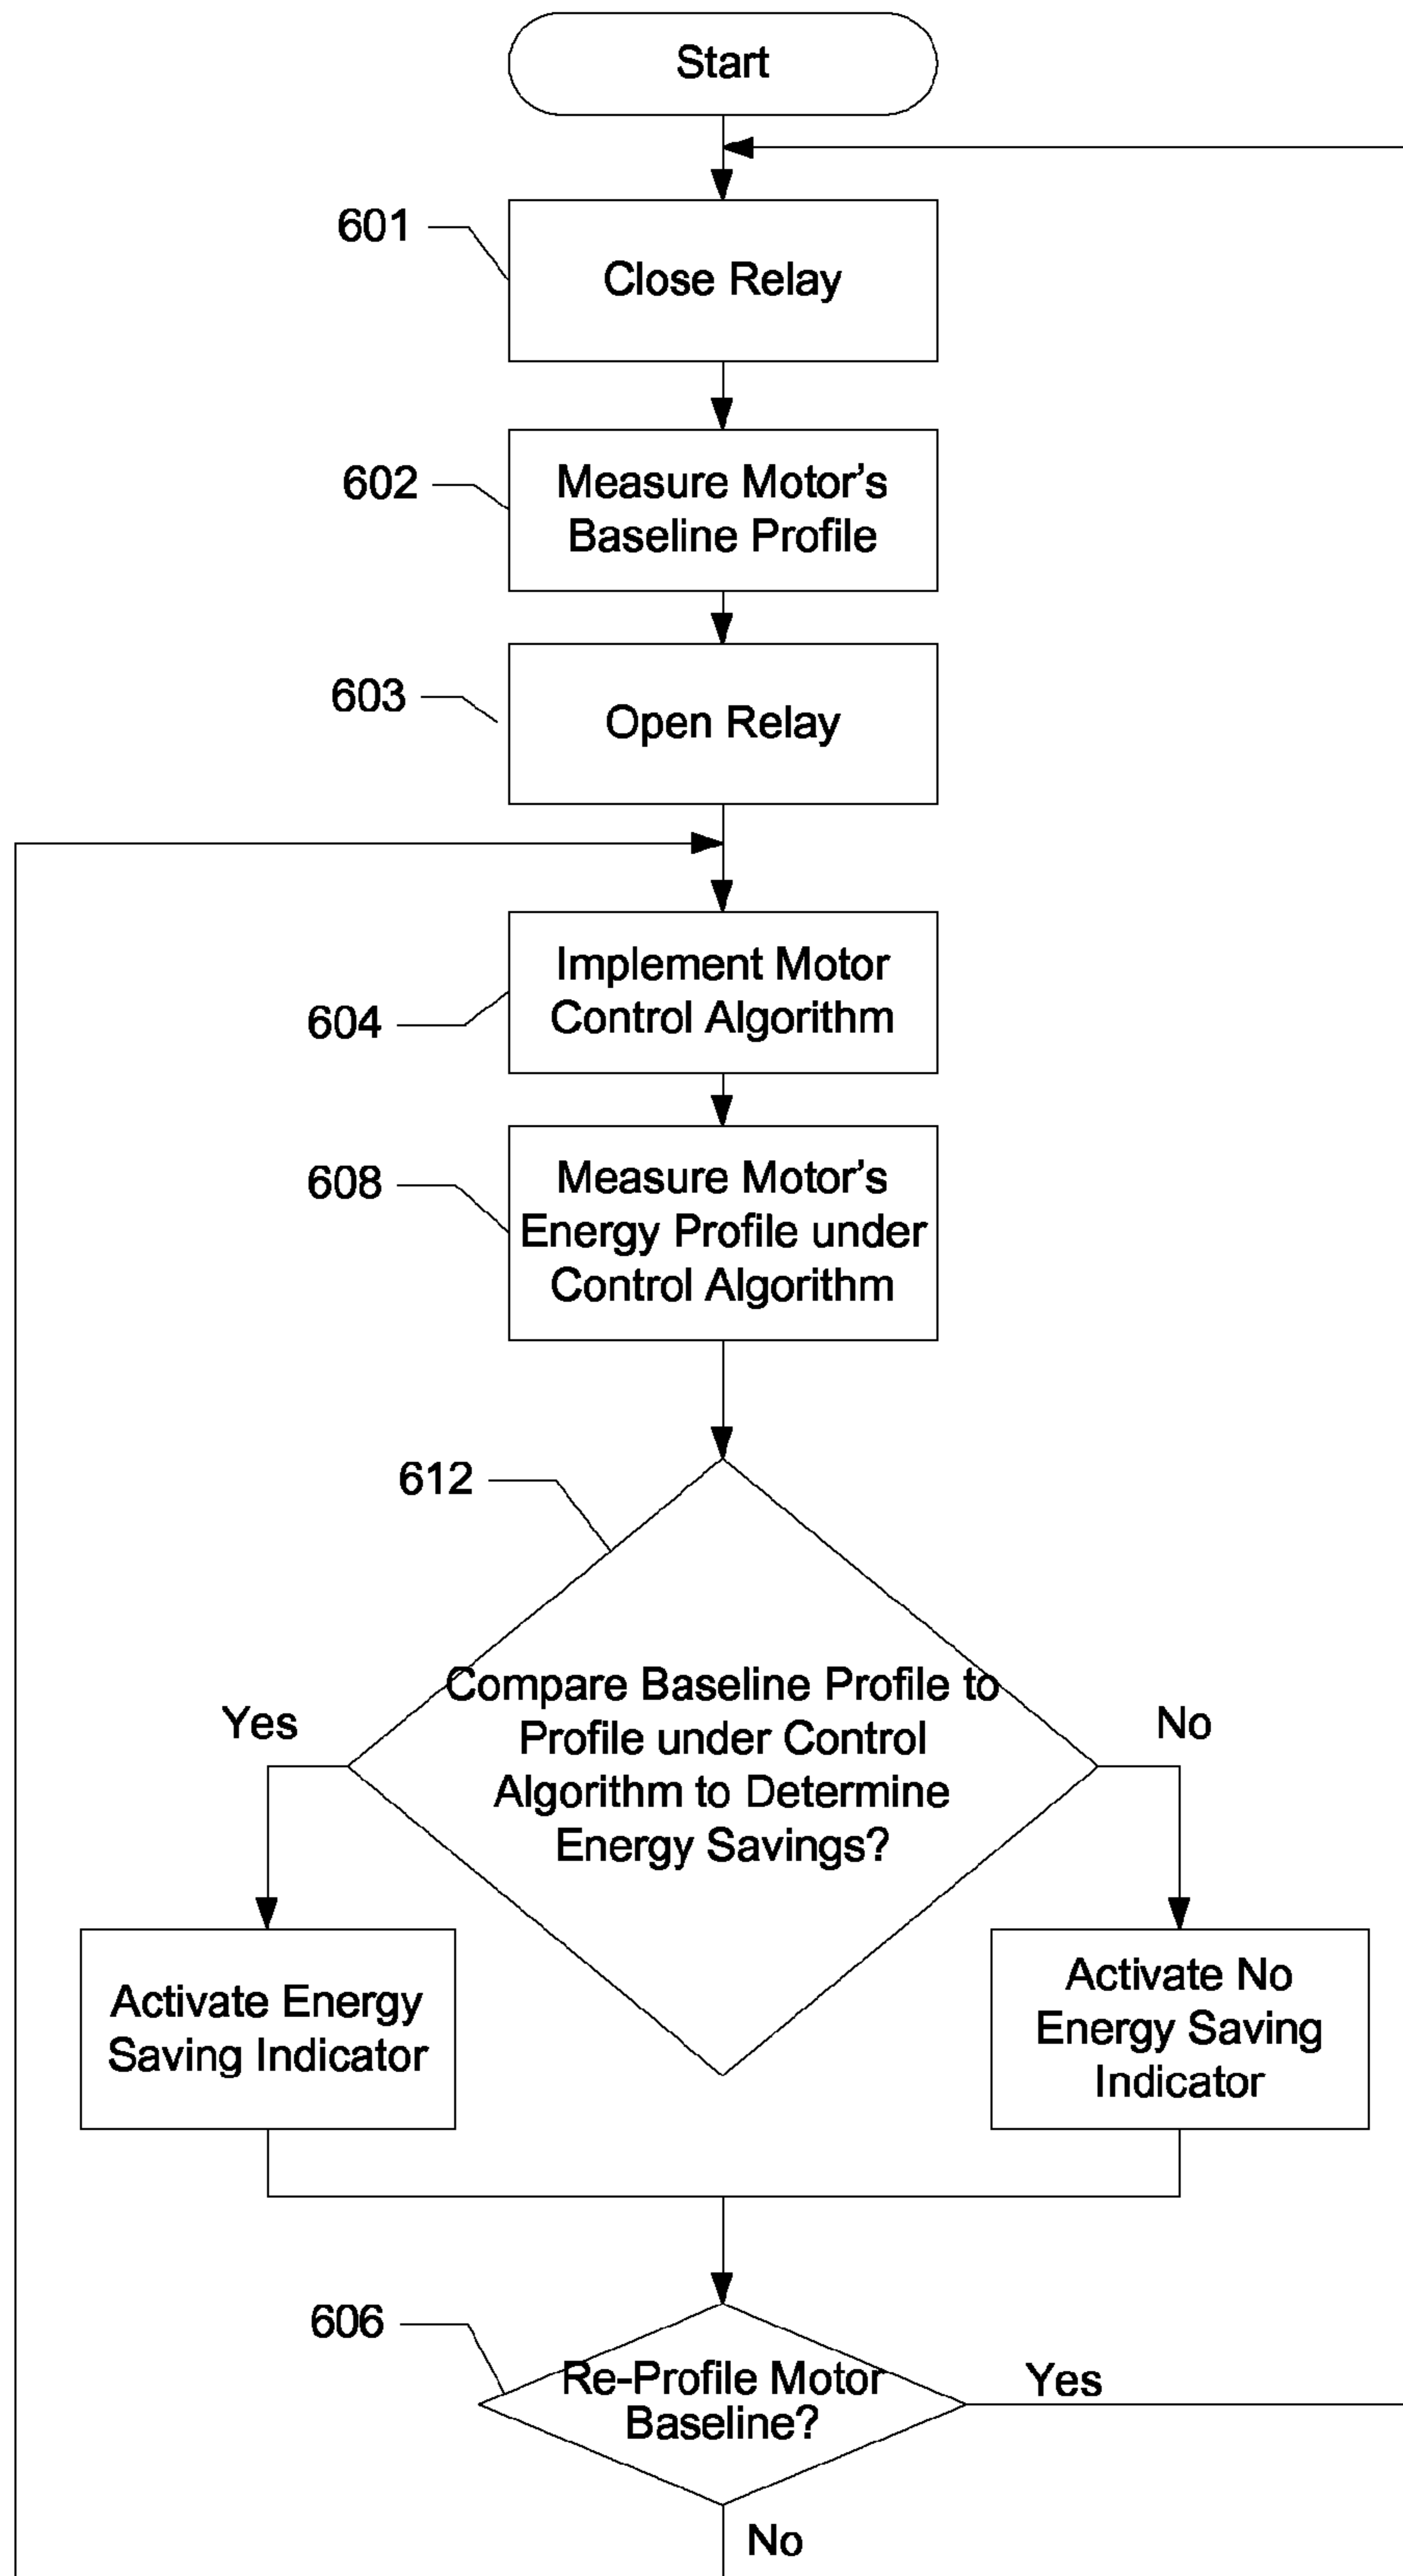 Start
601
Close Relay
602
Measure Motor’s
Baseline Profile
603
Open Relay
Implement Motor
Control Algorithm
604
608
Measure Motor’s
Energy Profile under
Control Algorithm
612
Compare Baseline Profile to
Profile under Control
Algorithm to Determine
Energy Savings?
Yes
No
Activate Energy
Saving Indicator
Activate No
Energy Saving
Indicator
606
Re-Profile Motor
Baseline?
Yes
No